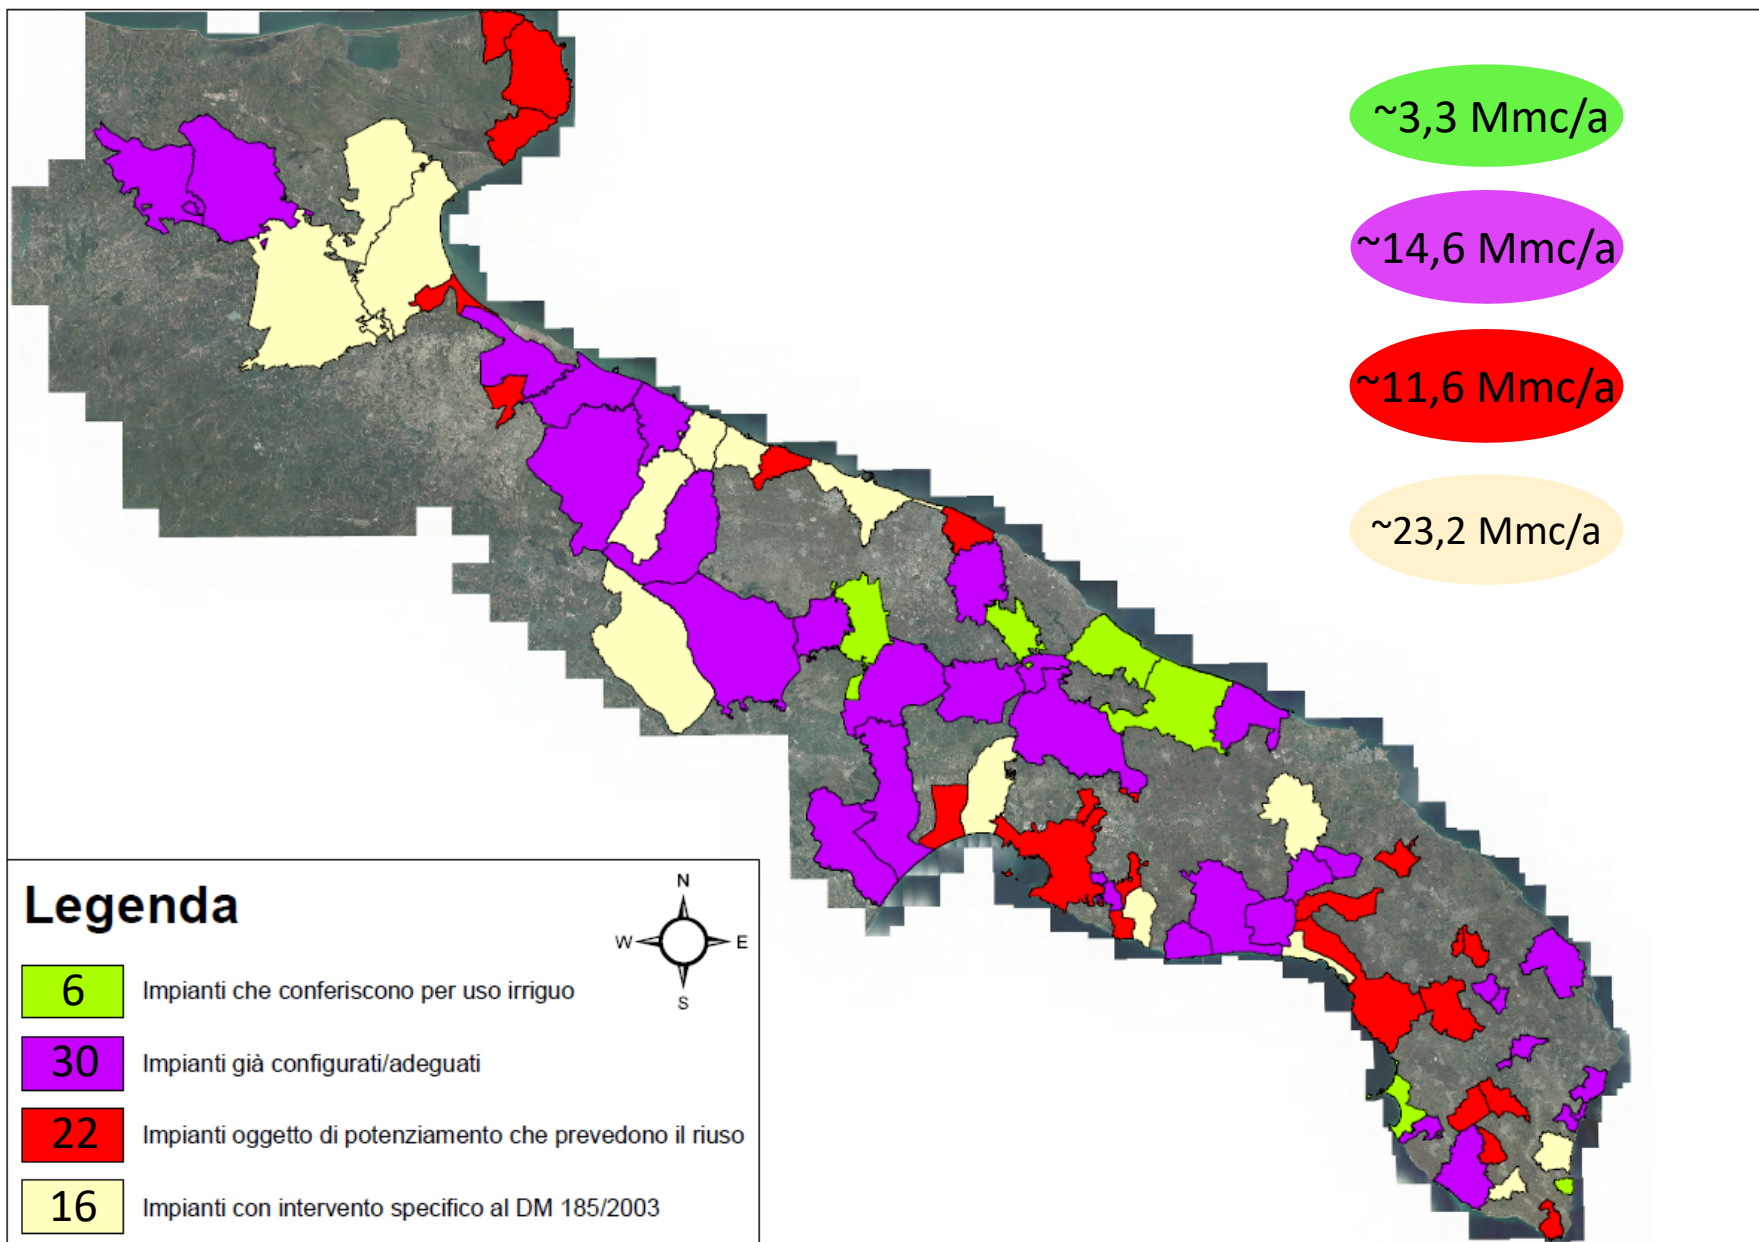 ~3,3 Mmc/a
~14,6 Mmc/a
~11,6 Mmc/a
~23,2 Mmc/a
Legenda
N
W E
S
6 Impianti che conferiscono per uso irriguo
30 Impianti già configurati/adeguati
22 Impianti oggetto di potenziamento che prevedono il riuso
16 Impianti con intervento specifico al DM 185/2003